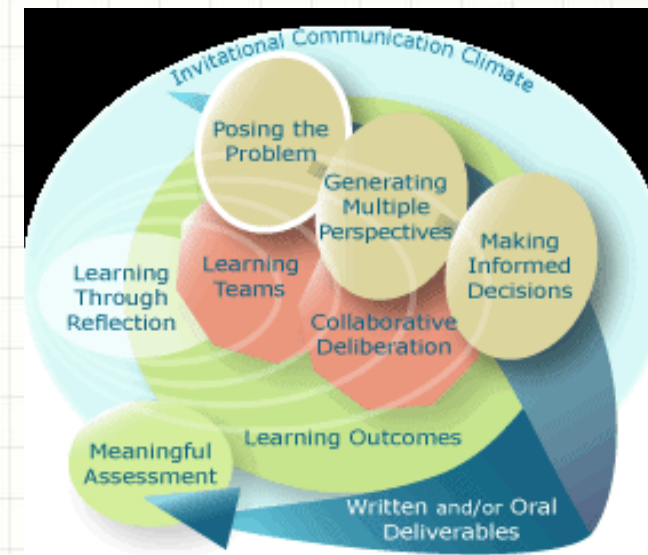 Invitational Communication Climate
Posing the
Problem
Generating
Multiple
Perspectives
Making
Informed
Decisions
Learning
Teams
Learning
Through
Reflection
Collaborative
Deliberation
Learning Outcomes
Meaningful
Assessment
Written and/or Oral
Deliverables